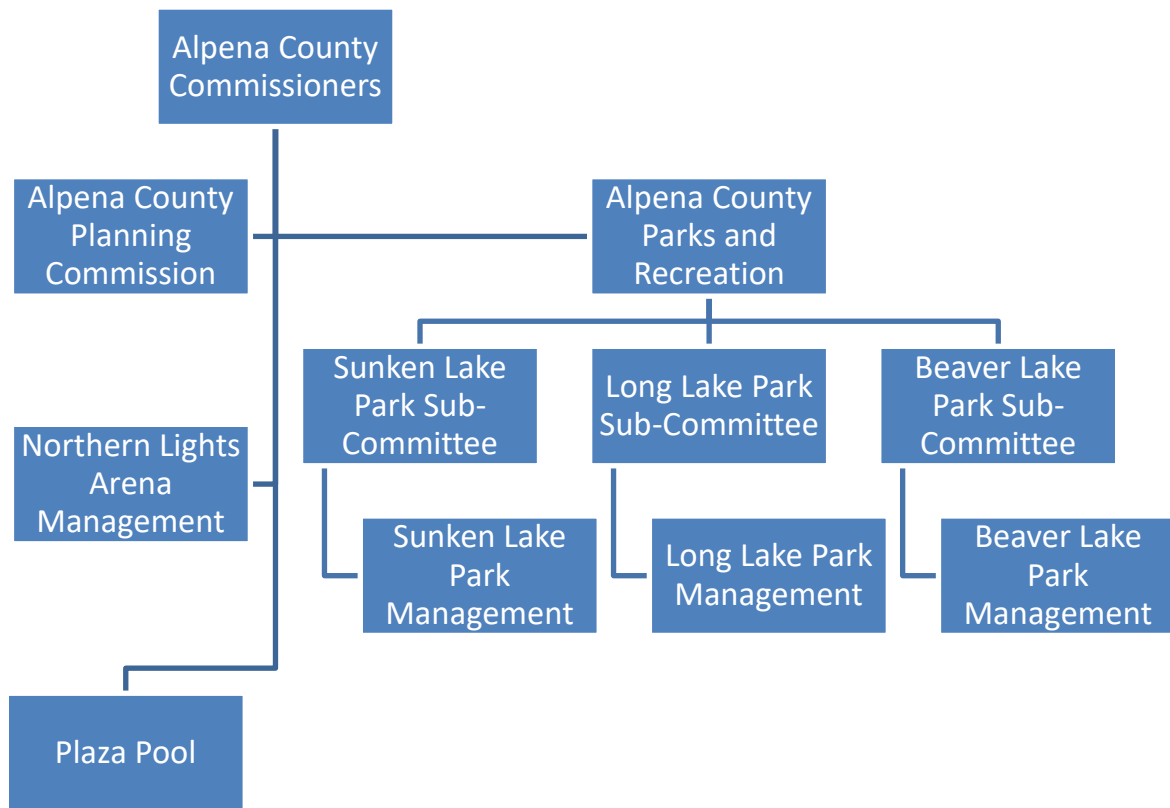 Alpena County
Commissioners
Alpena County
Planning
Commission
Alpena County
Parks and
Recreation
Sunken Lake
Park Sub-
Committee
Long Lake Park
Sub-Committee
Beaver Lake
Park Sub-
Committee
Northern Lights
Arena
Management
Sunken Lake
Park
Management
Long Lake Park
Management
Beaver Lake
Park
Management
Plaza Pool